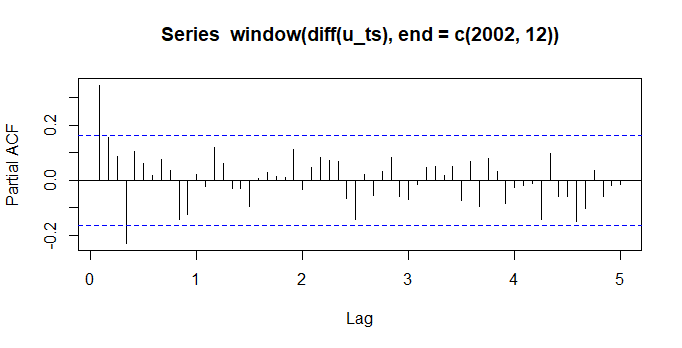 Series  window(diff(u_ts), end = c(2002, 12))
Partial ACF
0.2
0.0
-0.2
0 1 2 3 4 5
Lag